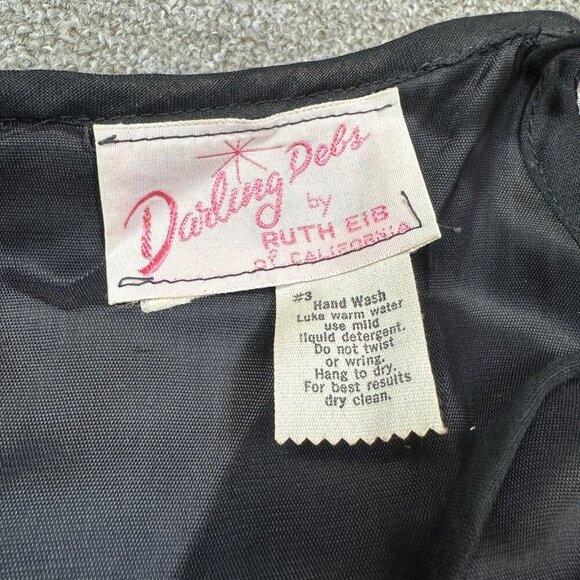 Darling Debs
by
RUTH EIB
OF CALIFORNIA
#3
Hand Wash
Luke warm water
use mild
liquid detergent.
Do not twist
or wring.
Hang to dry.
For best results
dry clean.